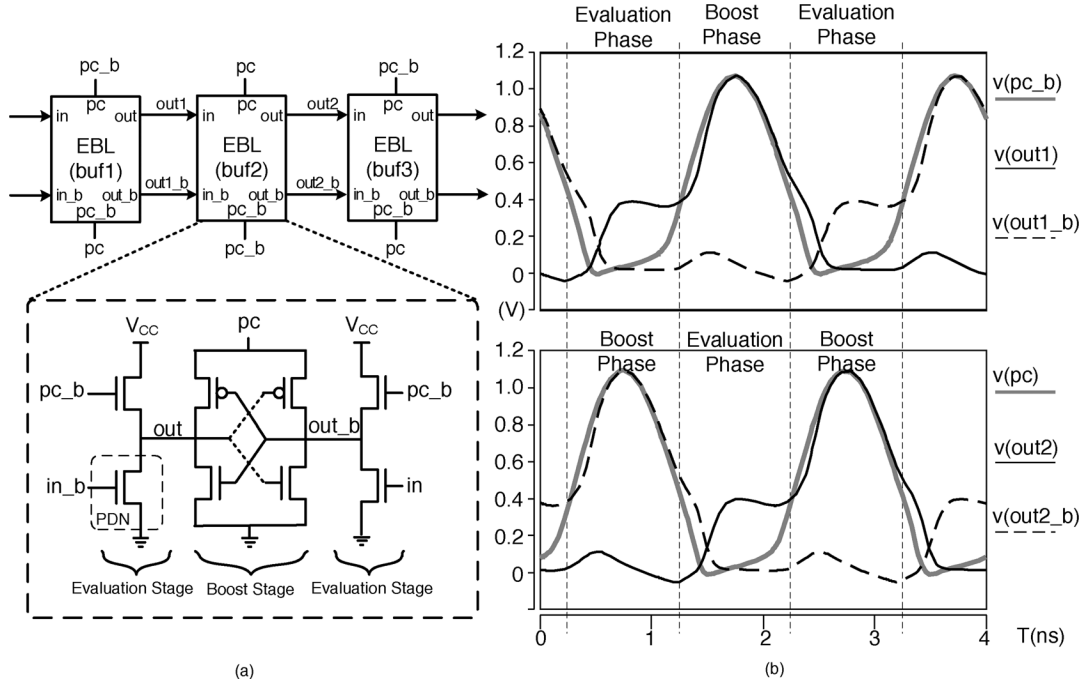 pc_b
pc
pc_b
out1
out2
pc
pc
pc
in
out
in
out
in
out
EBL
(buf1)
EBL
(buf2)
EBL
(buf3)
out1_b
out2_b
in_b
out_b
in_b
out_b
in_b
out_b
pc_b
pc_b
pc_b
pc
pc_b
pc
VCC
pc
VCC
pc_b
pc_b
out
out_b
in_b
in
PDN
Evaluation Stage
Boost Stage
Evaluation Stage
(a)
Evaluation
Phase
Boost
Phase
Evaluation
Phase
1.2
1.0
0.8
0.6
0.4
0.2
0
(V)
v(pc_b)
v(out1)
v(out1_b)
Boost
Phase
Evaluation
Phase
Boost
Phase
1.2
1.0
0.8
0.6
0.4
0.2
0
v(pc)
v(out2)
v(out2_b)
0
1
2
3
4
T(ns)
(b)